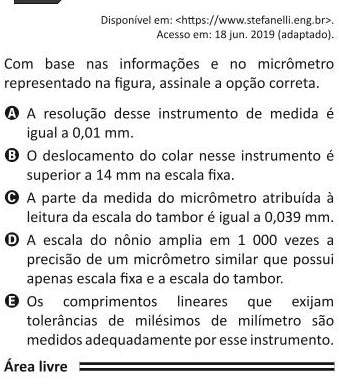 Disponível em: <https://www.stefanelli.eng.br>.
Acesso em: 18 jun. 2019 (adaptado).
Com base nas informações e no micrômetro
representado na figura, assinale a opção correta.
A A resolução desse instrumento de medida é
igual a 0,01 mm.
B O deslocamento do colar nesse instrumento é
superior a 14 mm na escala fixa.
C A parte da medida do micrômetro atribuída à
leitura da escala do tambor é igual a 0,039 mm.
D A escala do nônio amplia em 1 000 vezes a
precisão de um micrômetro similar que possui
apenas escala fixa e a escala do tambor.
E Os comprimentos lineares que exijam
tolerâncias de milésimos de milímetro são
medidos adequadamente por esse instrumento.
Área livre